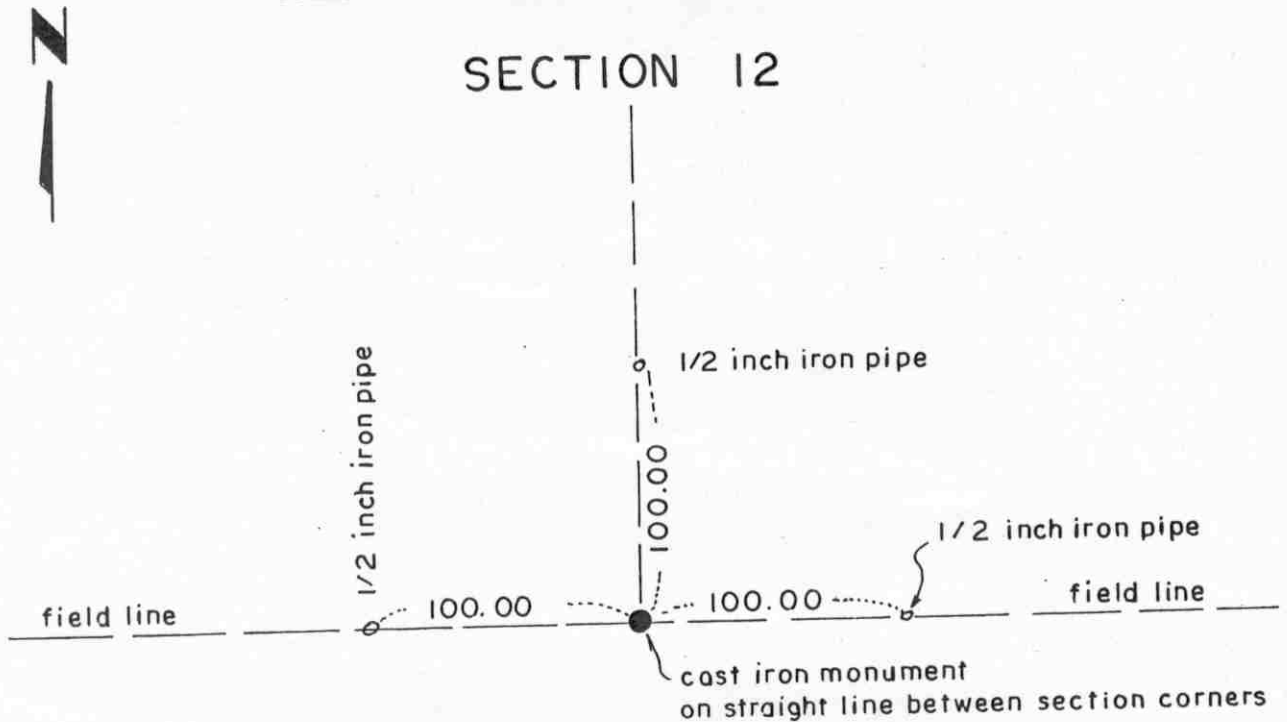 N
SECTION 12
1/2 inch iron pipe
1/2 inch iron pipe
100.00
1/2 inch iron pipe
field line
100.00
100.00
field line
cast iron monument
on straight line between section corners